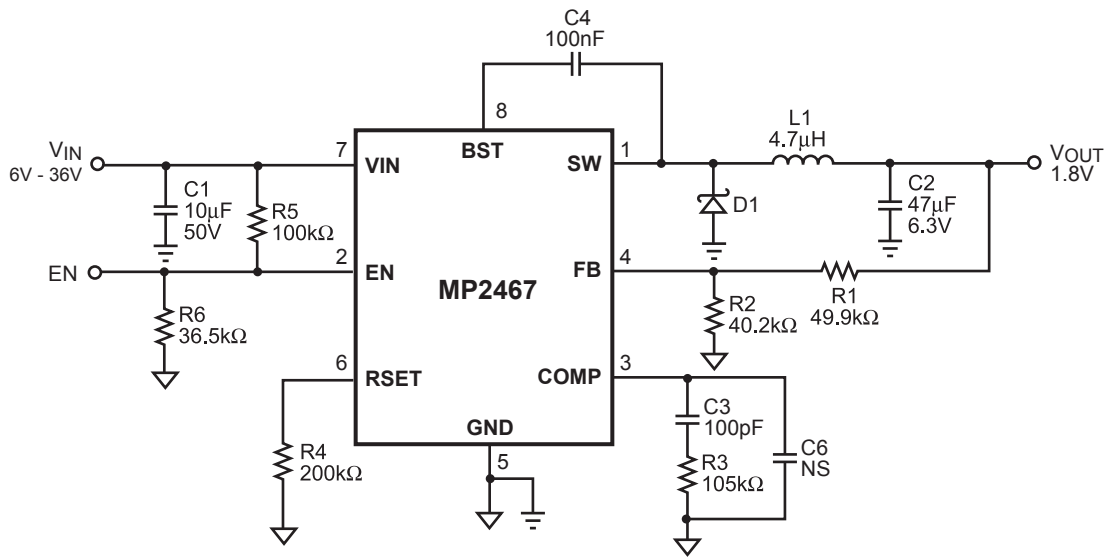 C4
100nF
8
BST
VIN
6V - 36V
7
VIN
SW
1
L1
4.7μH
VOUT
1.8V
C1
10μF
50V
R5
100kΩ
D1
C2
47μF
6.3V
EN
2
EN
FB
4
MP2467
R6
36.5kΩ
R2
40.2kΩ
R1
49.9kΩ
6
RSET
COMP
3
GND
5
R4
200kΩ
C3
100pF
R3
105kΩ
C6
NS